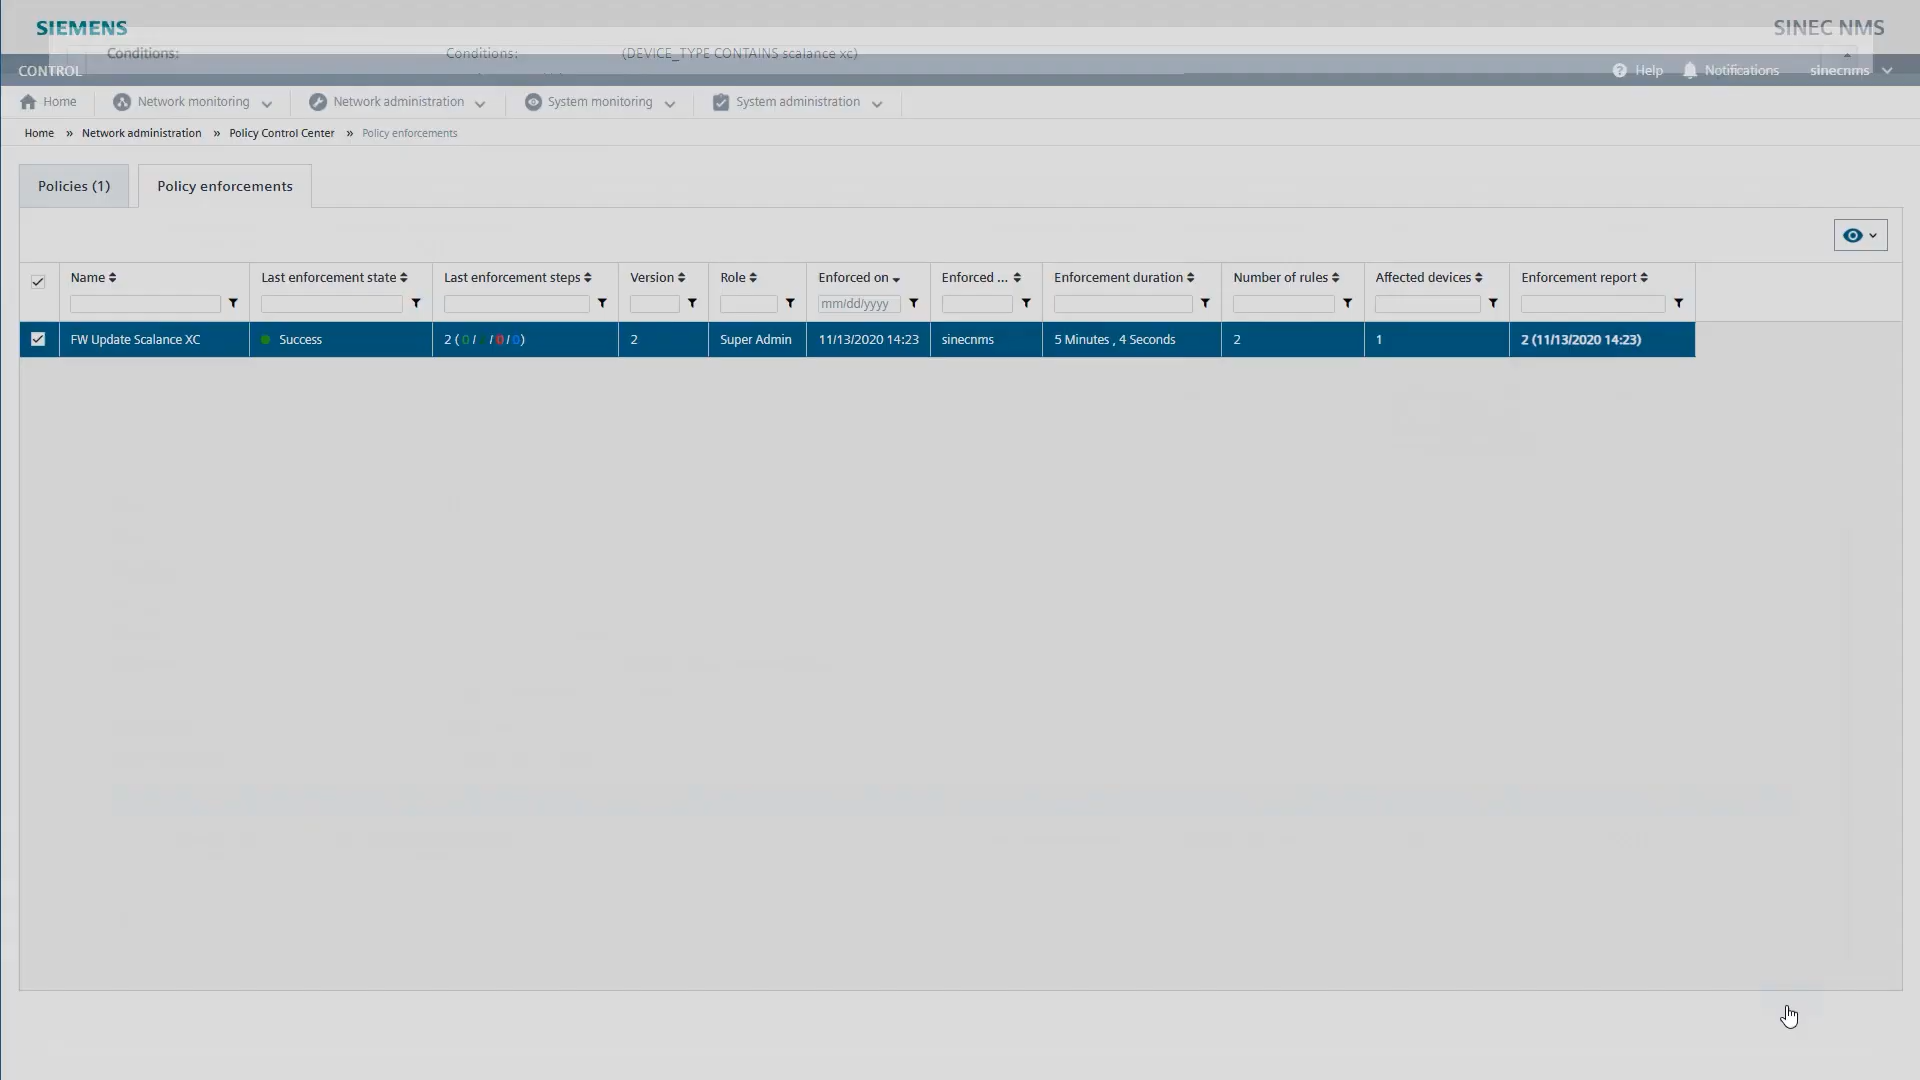 SIEMENS
SINEC NMS
Conditions:
Conditions:
(DEVICE_TYPE CONTAINS scalance xc)
CONTROL
Help
Notifications
sinecnms
Home
Network monitoring
Network administration
System monitoring
System administration
Home » Network administration » Policy Control Center » Policy enforcements
Policies (1)
Policy enforcements
Name
Last enforcement state
Last enforcement steps
Version
Role
Enforced on
Enforced ...
Enforcement duration
Number of rules
Affected devices
Enforcement report
mm/dd/yyyy
FW Update Scalance XC
Success
2 ( 0 / / 0 / 0 )
2
Super Admin
11/13/2020 14:23
sinecnms
5 Minutes , 4 Seconds
2
1
2 (11/13/2020 14:23)